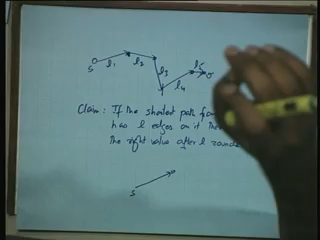 S l1 l2 l3 l4 l5 v
Claim : If the shortest path from
has l edges on it then
the right value after l rounds
S v